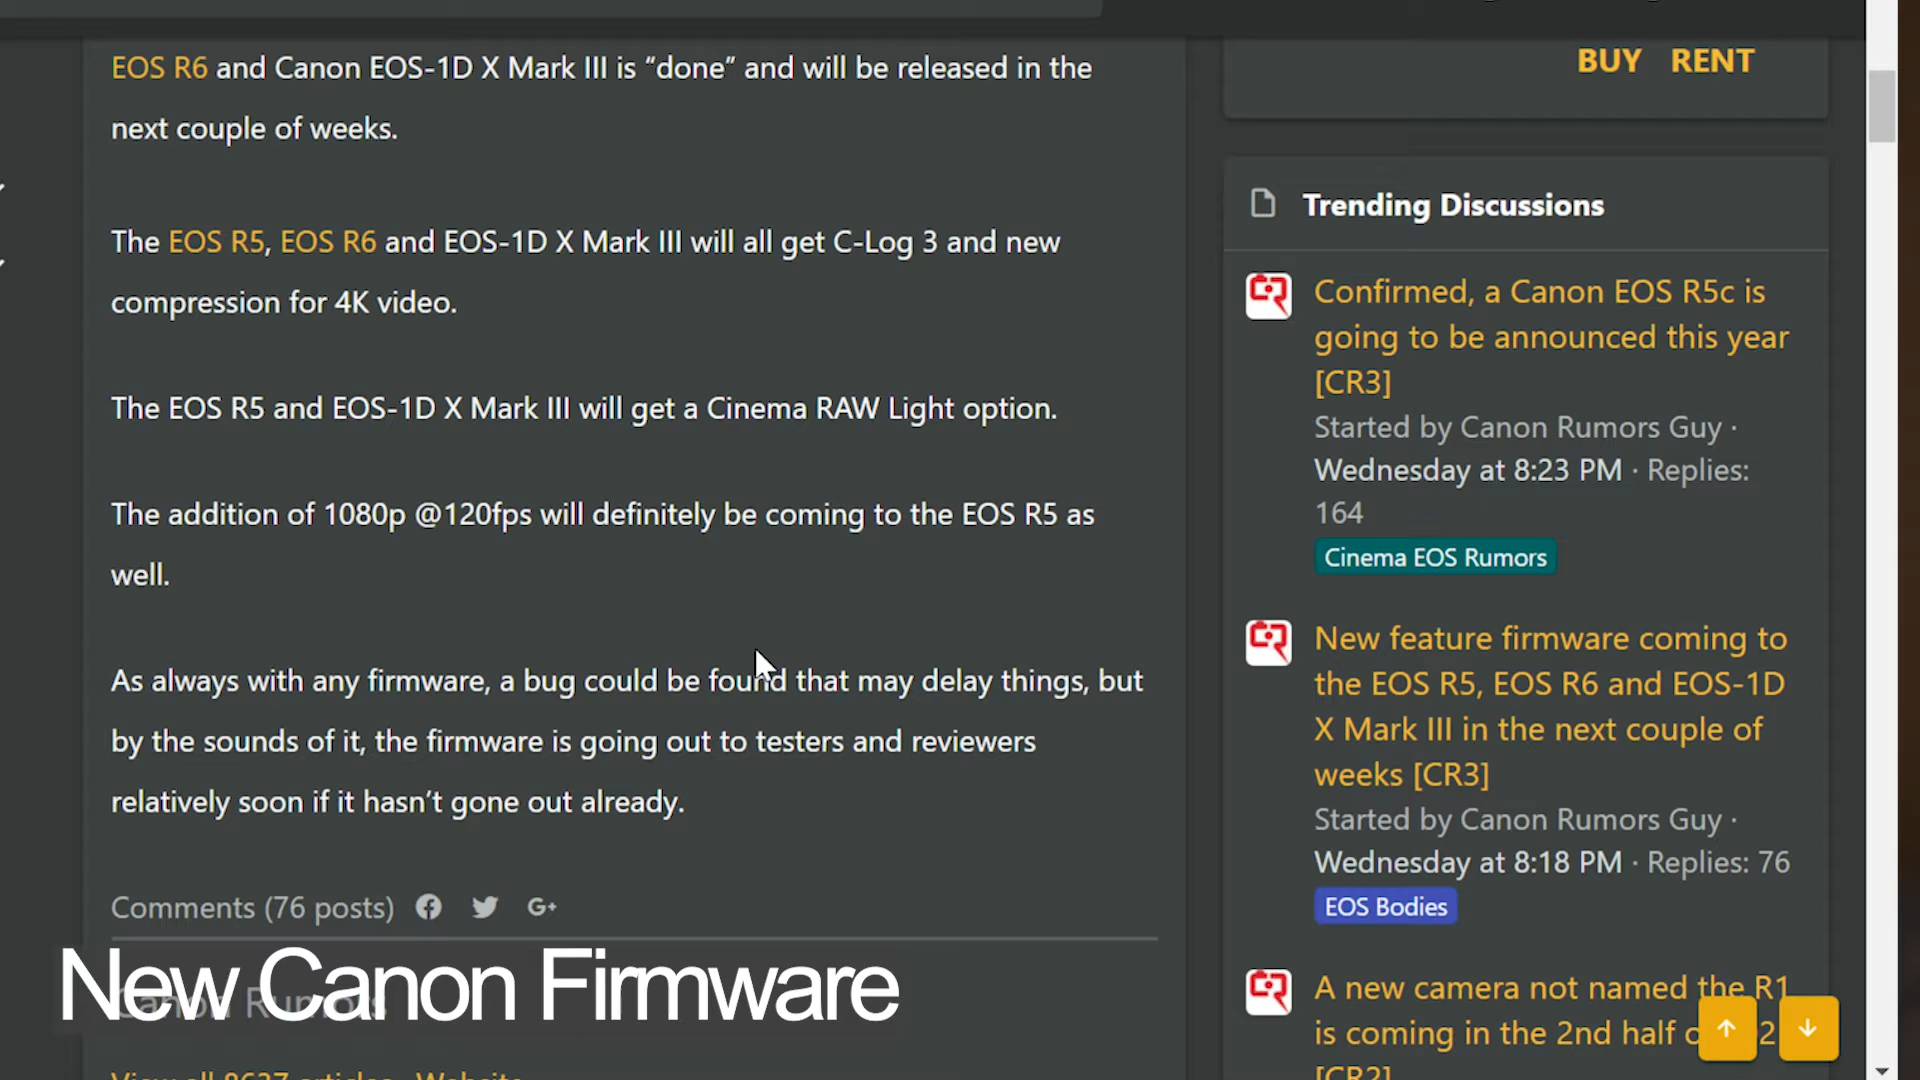 EOS R6 and Canon EOS-1D X Mark III is “done” and will be released in the
next couple of weeks.
The EOS R5, EOS R6 and EOS-1D X Mark III will all get C-Log 3 and new
compression for 4K video.
The EOS R5 and EOS-1D X Mark III will get a Cinema RAW Light option.
The addition of 1080p @120fps will definitely be coming to the EOS R5 as
well.
As always with any firmware, a bug could be found that may delay things, but
by the sounds of it, the firmware is going out to testers and reviewers
relatively soon if it hasn’t gone out already.
Comments (76 posts) G+
New Canon Firmware
Canon Rumors
View all 8637 articles · Website
BUY RENT
Trending Discussions
Confirmed, a Canon EOS R5c is
going to be announced this year
[CR3]
Started by Canon Rumors Guy ·
Wednesday at 8:23 PM · Replies:
164
Cinema EOS Rumors
New feature firmware coming to
the EOS R5, EOS R6 and EOS-1D
X Mark III in the next couple of
weeks [CR3]
Started by Canon Rumors Guy ·
Wednesday at 8:18 PM · Replies: 76
EOS Bodies
A new camera not named the R1
is coming in the 2nd half
[CR2]